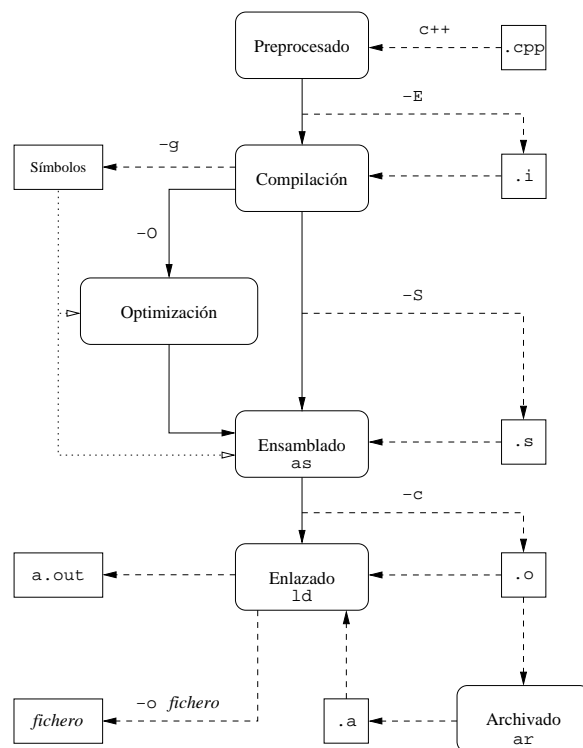 c++
Preprocesado
.cpp
-E
-g
Símbolos
Compilación
.i
-O
Optimización
-S
Ensamblado
as
.s
-c
a.out
Enlazado
ld
.o
-o fichero
fichero
.a
Archivado
ar